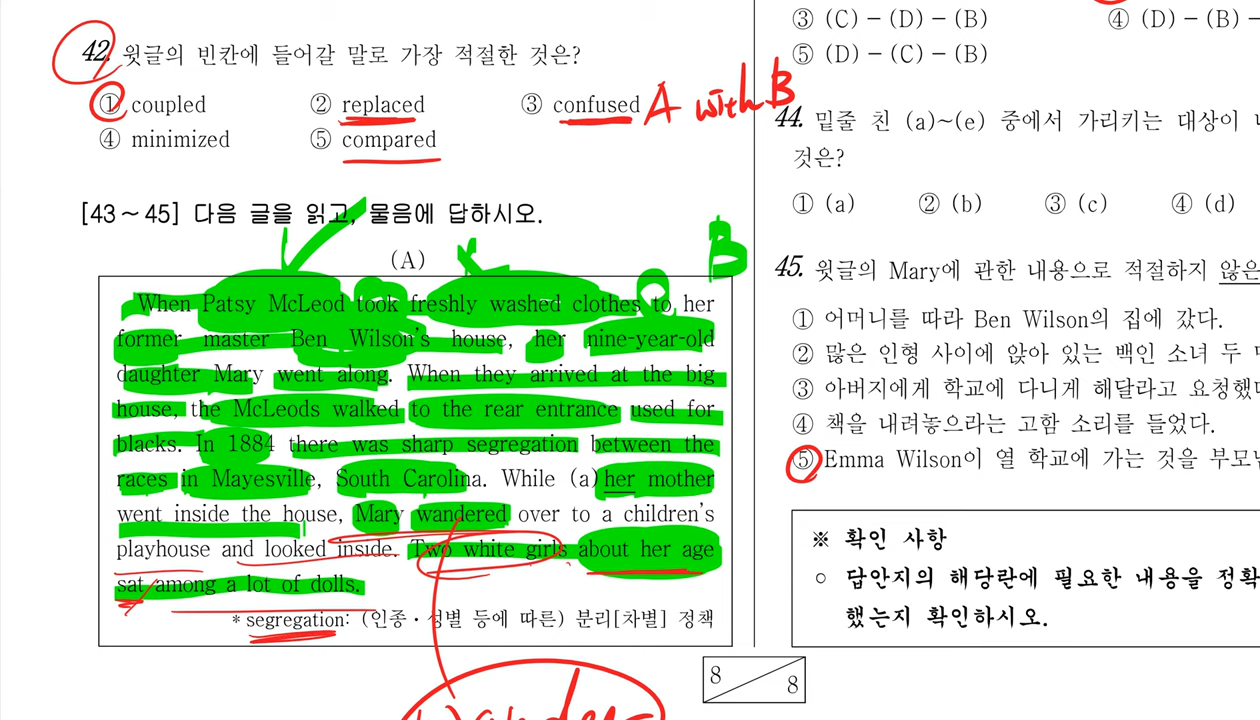 42. 윗글의 빈칸에 들어갈 말로 가장 적절한 것은?
① coupled ② replaced ③ confused A with B
④ minimized ⑤ compared
[43~45] 다음 글을 읽고, 물음에 답하시오.
(A) B
When Patsy McLeod took freshly washed clothes to her
former master Ben Wilson's house, her nine-year-old
daughter Mary went along. When they arrived at the big
house, the McLeods walked to the rear entrance used for
blacks. In 1884 there was sharp segregation between the
races in Mayesville, South Carolina. While (a) her mother
went inside the house, Mary wandered over to a children's
playhouse and looked inside. Two white girls about her age
sat among a lot of dolls.
* segregation: (인종·성별 등에 따른) 분리[차별] 정책
③ (C)-(D)-(B) ④ (D)-(B)-
⑤ (D)-(C)-(B)
44. 밑줄 친 (a)~(e) 중에서 가리키는 대상이
것은?
① (a) ② (b) ③ (c) ④ (d)
45. 윗글의 Mary에 관한 내용으로 적절하지 않은
① 어머니를 따라 Ben Wilson의 집에 갔다.
② 많은 인형 사이에 앉아 있는 백인 소녀 두
③ 아버지에게 학교에 다니게 해달라고 요청했
④ 책을 내려놓으라는 고함 소리를 들었다.
⑤ Emma Wilson이 열 학교에 가는 것을 부모
※ 확인 사항
○ 답안지의 해당란에 필요한 내용을 정확
했는지 확인하시오.
8 8